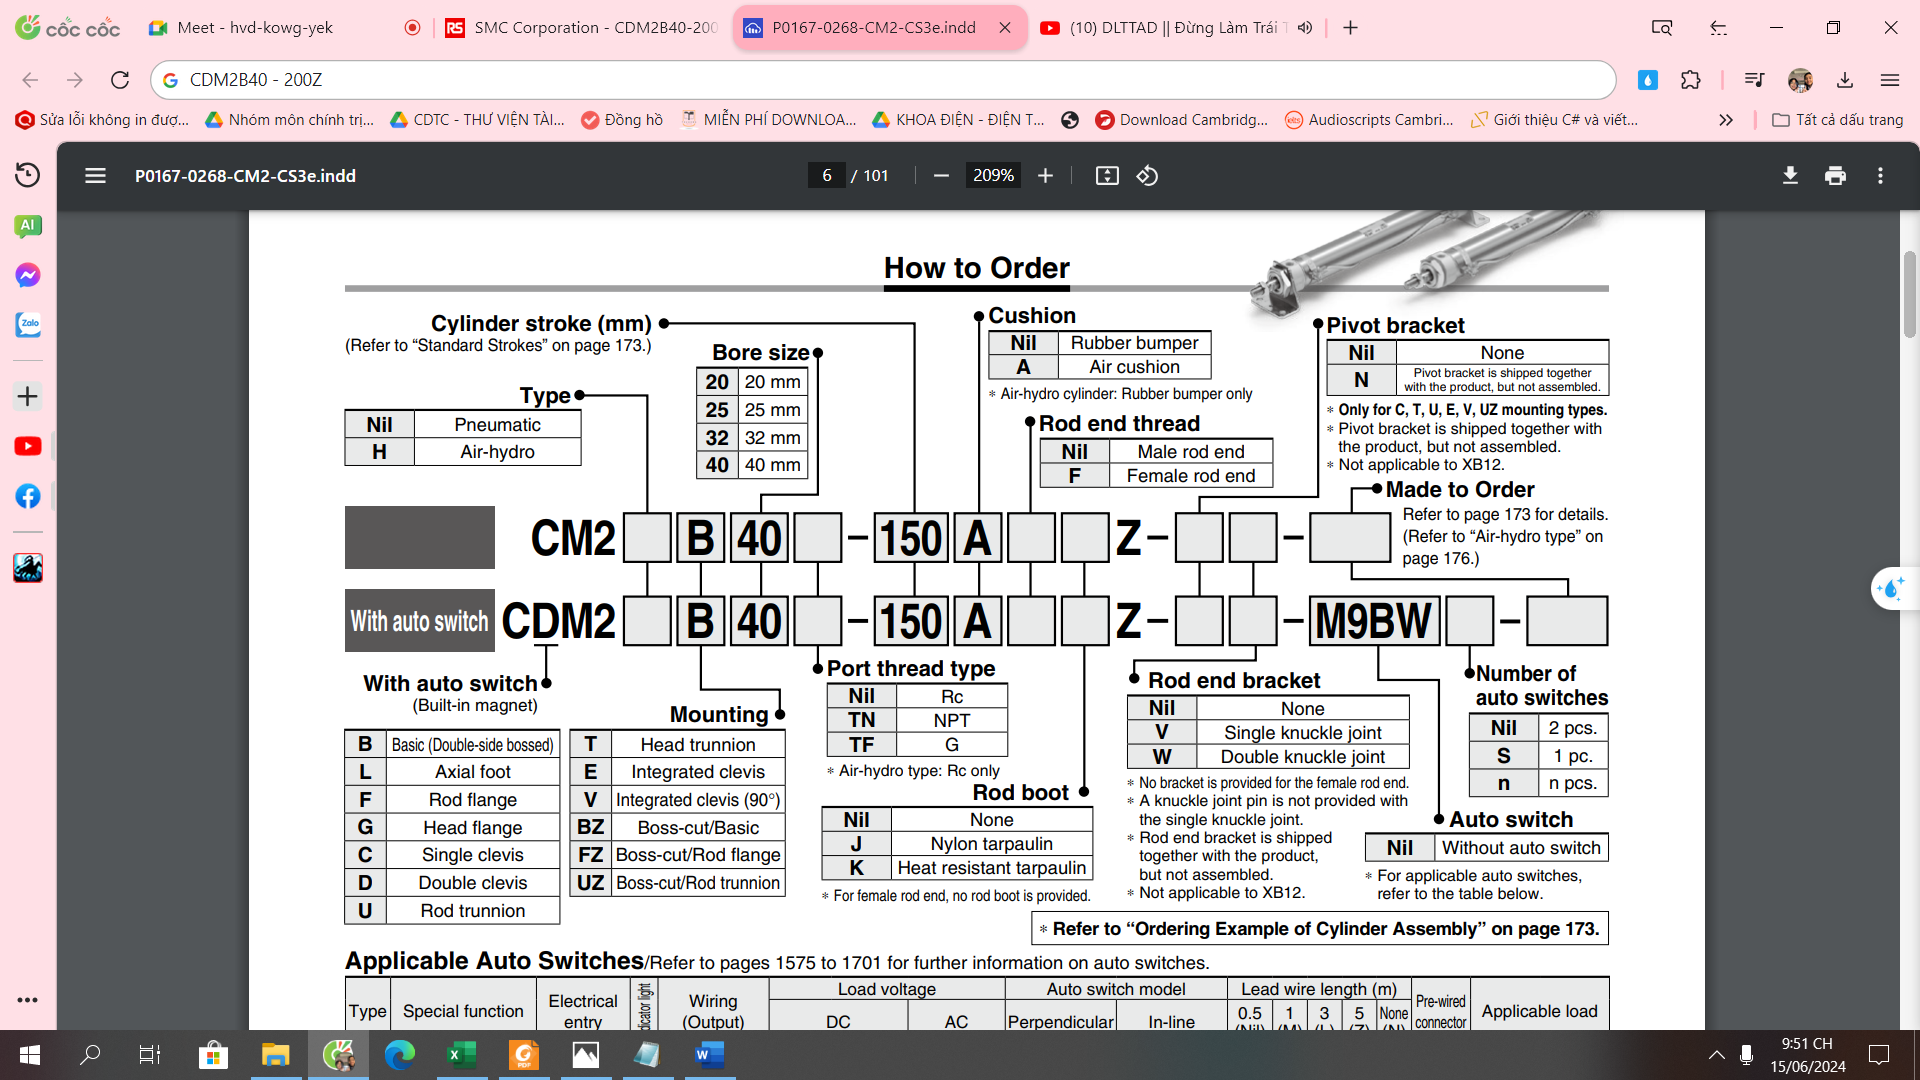 cốc cốc
Meet - hvd-kowg-yek
RS
SMC Corporation - CDM2B40-200
P0167-0268-CM2-CS3e.indd
(10) DLTTAD || Đừng Làm Trái T
CDM2B40 - 200Z
Sửa lỗi không in đượ...
Nhóm môn chính trị...
CDTC - THƯ VIỆN TÀI...
Đồng hồ
MIỄN PHÍ DOWNLOA...
KHOA ĐIỆN - ĐIỆN T...
Download Cambridg...
Audioscripts Cambri...
Giới thiệu C# và viết...
Tất cả dấu trang
AI
Zalo
P0167-0268-CM2-CS3e.indd
6 / 101
209%
How to Order
Cylinder stroke (mm)
(Refer to “Standard Strokes” on page 173.)
Bore size
20 20 mm
25 25 mm
32 32 mm
40 40 mm
Type
Nil Pneumatic
H Air-hydro
Cushion
Nil Rubber bumper
A Air cushion
* Air-hydro cylinder: Rubber bumper only
Rod end thread
Nil Male rod end
F Female rod end
Pivot bracket
Nil None
N Pivot bracket is shipped together
with the product, but not assembled.
* Only for C, T, U, E, V, UZ mounting types.
* Pivot bracket is shipped together with
the product, but not assembled.
* Not applicable to XB12.
Made to Order
Refer to page 173 for details.
(Refer to “Air-hydro type” on
page 176.)
CM2 B 40 – 150 A Z – –
With auto switch CDM2 B 40 – 150 A Z – – M9BW –
With auto switch
(Built-in magnet)
Mounting
B Basic (Double-side bossed)
L Axial foot
F Rod flange
G Head flange
C Single clevis
D Double clevis
U Rod trunnion
T Head trunnion
E Integrated clevis
V Integrated clevis (90°)
BZ Boss-cut/Basic
FZ Boss-cut/Rod flange
UZ Boss-cut/Rod trunnion
Port thread type
Nil Rc
TN NPT
TF G
* Air-hydro type: Rc only
Rod boot
Nil None
J Nylon tarpaulin
K Heat resistant tarpaulin
* For female rod end, no rod boot is provided.
Rod end bracket
Nil None
V Single knuckle joint
W Double knuckle joint
* No bracket is provided for the female rod end.
* A knuckle joint pin is not provided with
the single knuckle joint.
* Rod end bracket is shipped
together with the product,
but not assembled.
* Not applicable to XB12.
Number of
auto switches
Nil 2 pcs.
S 1 pc.
n n pcs.
Auto switch
Nil Without auto switch
* For applicable auto switches,
refer to the table below.
* Refer to “Ordering Example of Cylinder Assembly” on page 173.
Applicable Auto Switches/Refer to pages 1575 to 1701 for further information on auto switches.
Type
Special function
Electrical
entry
Wiring
(Output)
Load voltage
DC AC
Auto switch model
Perpendicular In-line
Lead wire length (m)
0.5 1 3 5 None
(Nil) (M) (L) (Z) (N)
Pre-wired
connector
Applicable load
9:51 CH
15/06/2024